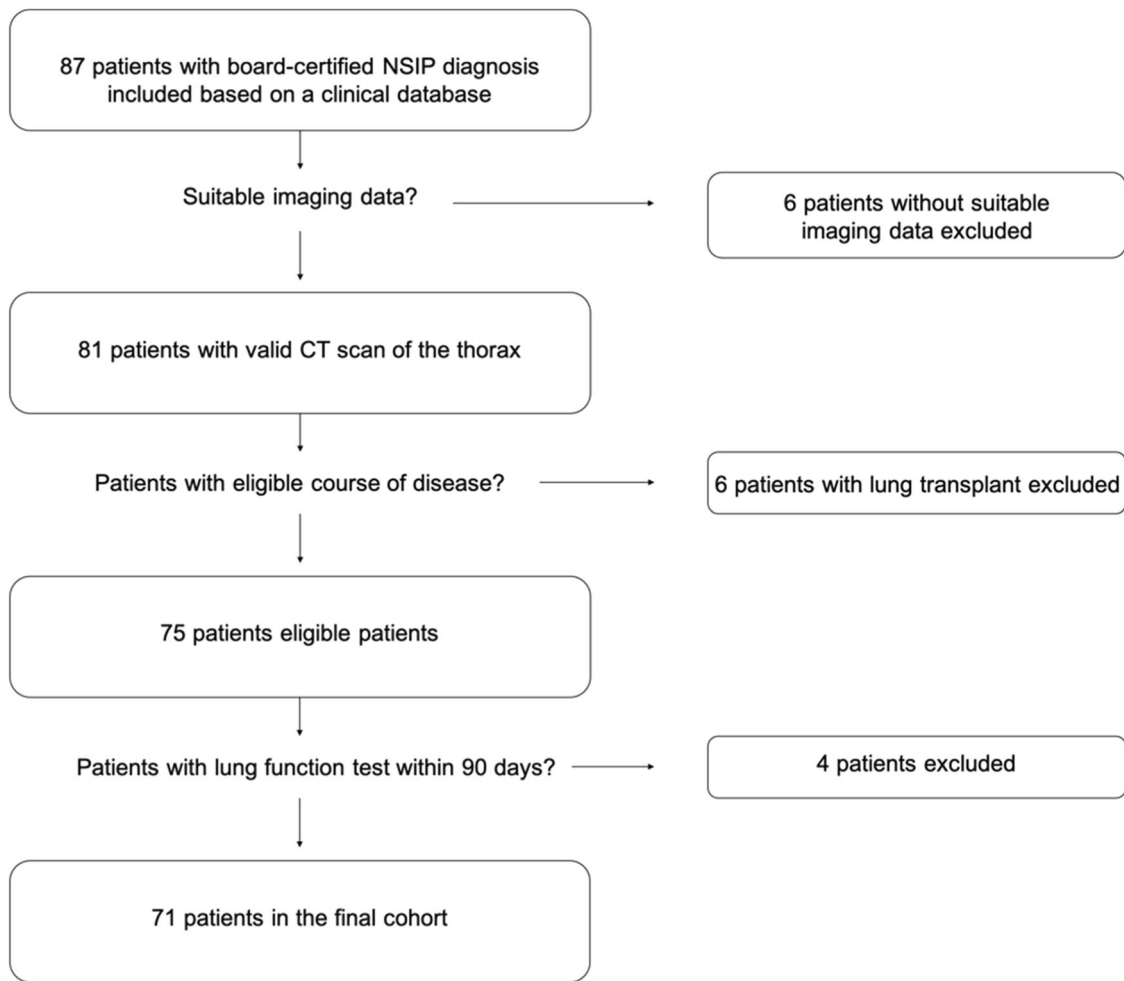 87 patients with board-certified NSIP diagnosis
included based on a clinical database
Suitable imaging data?
6 patients without suitable
imaging data excluded
81 patients with valid CT scan of the thorax
Patients with eligible course of disease?
6 patients with lung transplant excluded
75 patients eligible patients
Patients with lung function test within 90 days?
4 patients excluded
71 patients in the final cohort